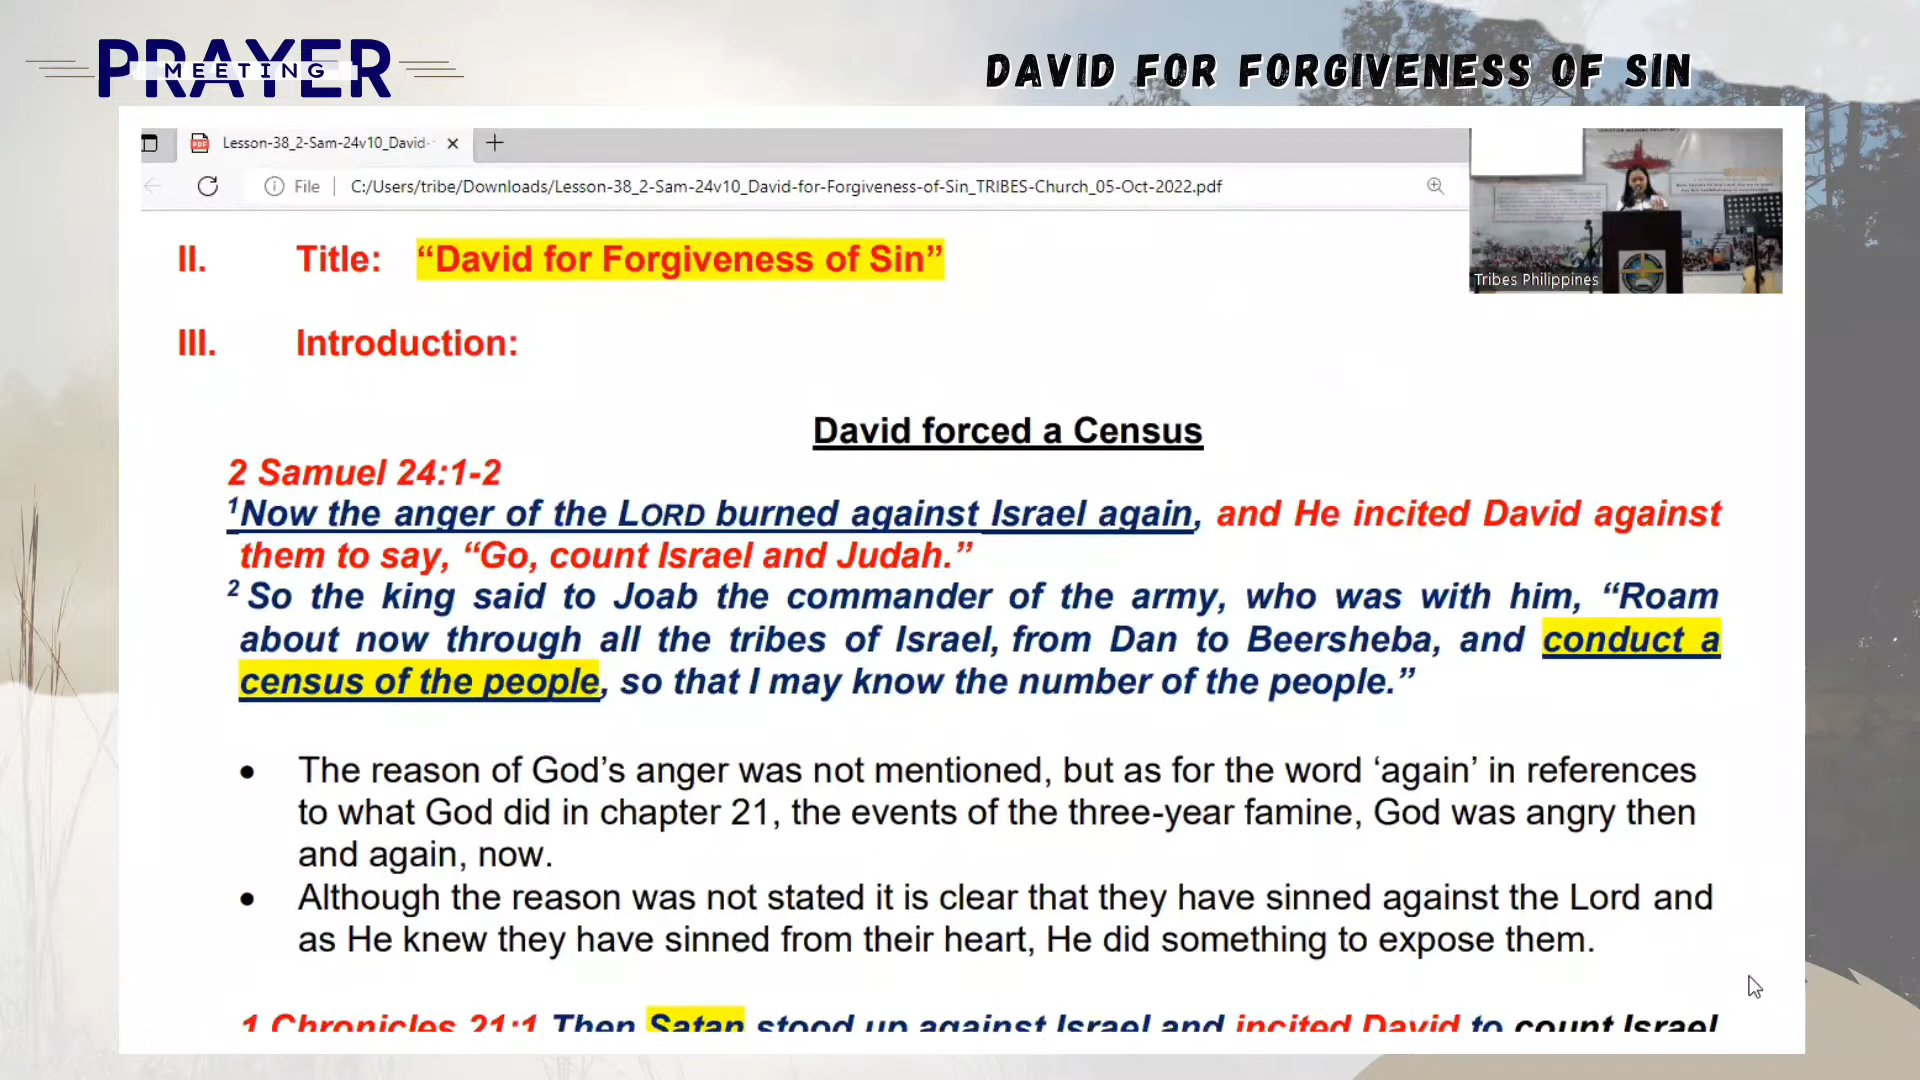 PRAYER
MEETING
DAVID FOR FORGIVENESS OF SIN
Lesson-38_2-Sam-24v10_David-
File
C:/Users/tribe/Downloads/Lesson-38_2-Sam-24v10_David-for-Forgiveness-of-Sin_TRIBES-Church_05-Oct-2022.pdf
Tribes Philippines
II. Title: “David for Forgiveness of Sin”
III. Introduction:
David forced a Census
2 Samuel 24:1-2
1Now the anger of the LORD burned against Israel again, and He incited David against
them to say, “Go, count Israel and Judah.”
2 So the king said to Joab the commander of the army, who was with him, “Roam
about now through all the tribes of Israel, from Dan to Beersheba, and conduct a
census of the people, so that I may know the number of the people.”
• The reason of God’s anger was not mentioned, but as for the word ‘again’ in references
to what God did in chapter 21, the events of the three-year famine, God was angry then
and again, now.
• Although the reason was not stated it is clear that they have sinned against the Lord and
as He knew they have sinned from their heart, He did something to expose them.
1 Chronicles 21:1 Then Satan stood up against Israel and incited David to count Israel